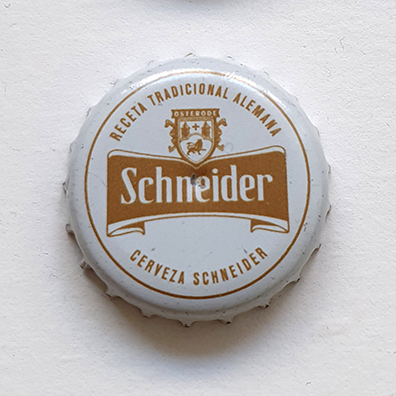 RECETA TRADICIONAL ALEMANA
OSTERODE
Schneider
CERVEZA SCHNEIDER